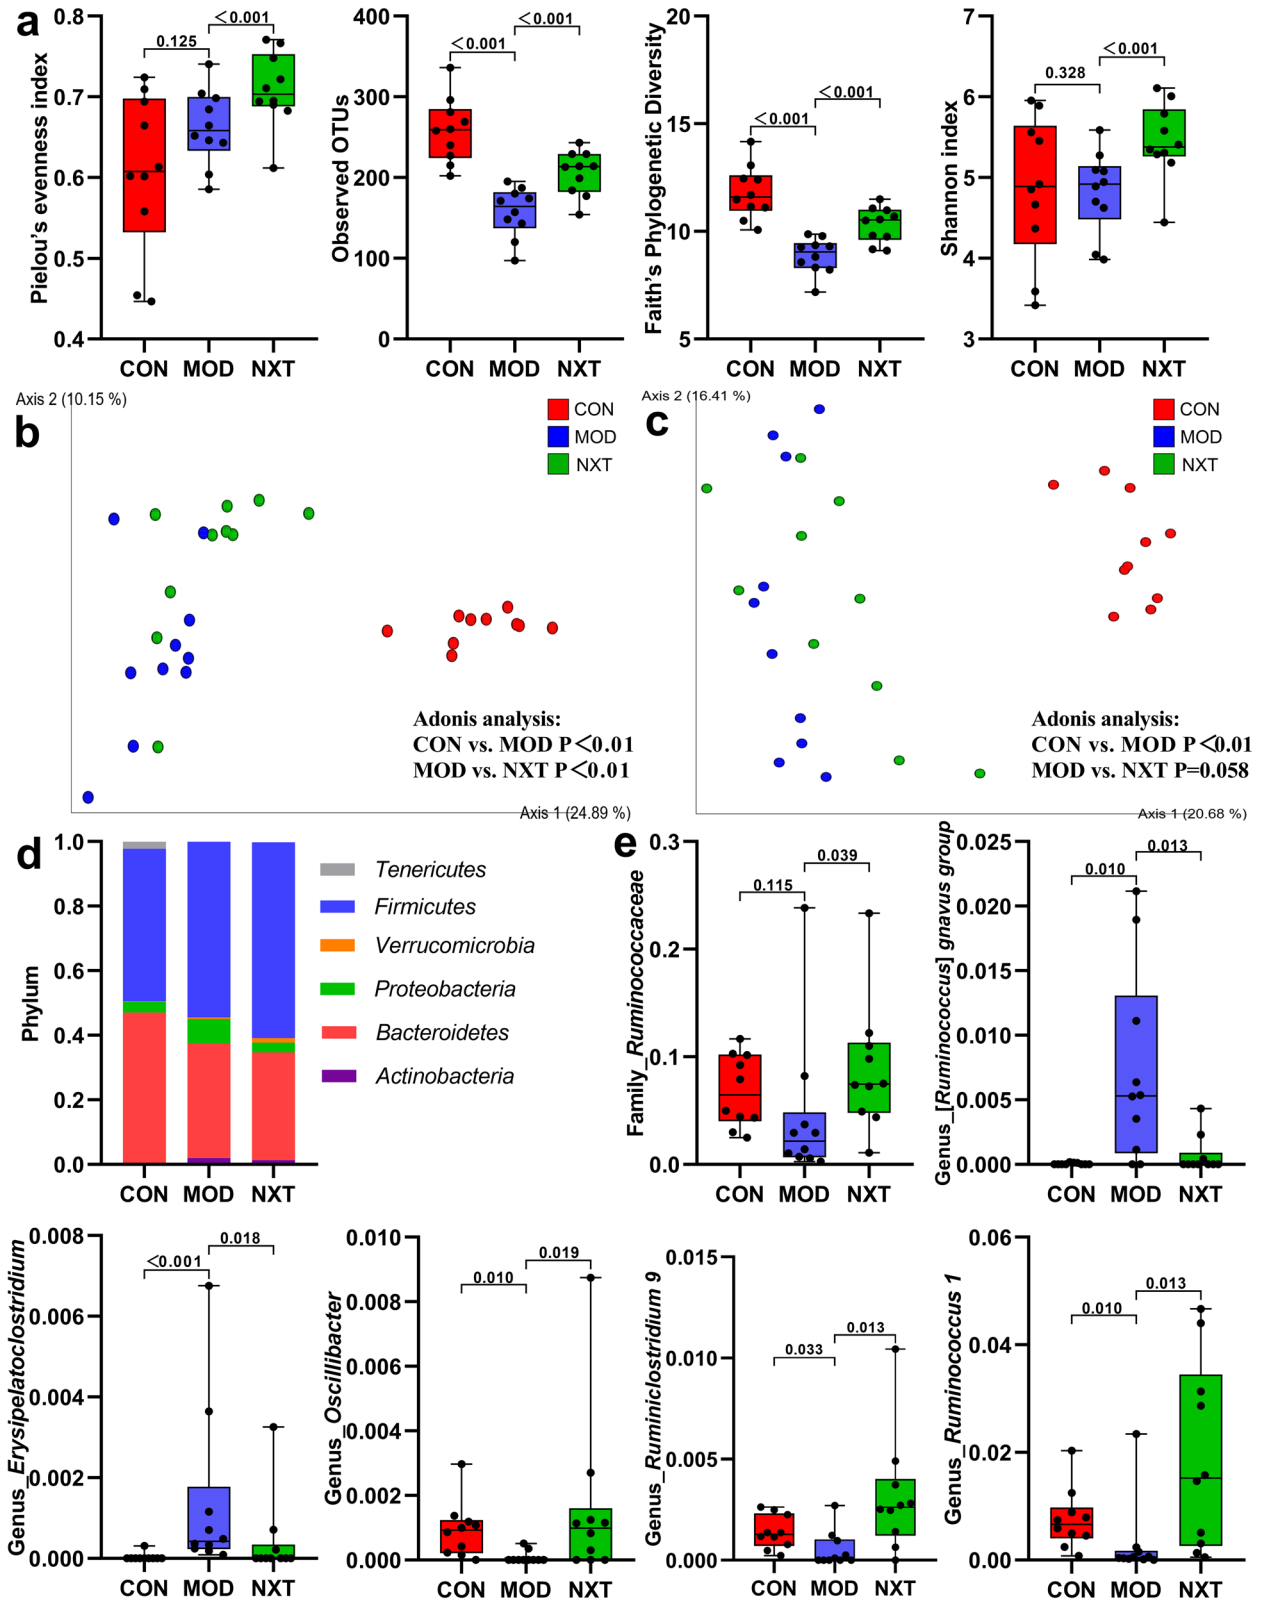 a
Pielou's evenness index
0.8
0.7
0.6
0.5
0.4
0.125
<0.001
CON MOD NXT
Observed OTUs
400
300
200
100
0
<0.001
<0.001
CON MOD NXT
Faith's Phylogenetic Diversity
20
15
10
5
<0.001
<0.001
CON MOD NXT
Shannon index
7
6
5
4
3
0.328
<0.001
CON MOD NXT
b
Axis 2 (10.15 %)
CON
MOD
NXT
Adonis analysis:
CON vs. MOD P<0.01
MOD vs. NXT P<0.01
Axis 1 (24.89 %)
c
Axis 2 (16.41 %)
CON
MOD
NXT
Adonis analysis:
CON vs. MOD P<0.01
MOD vs. NXT P=0.058
Axis 1 (20.68 %)
d
Phylum
1.0
0.8
0.6
0.4
0.2
0.0
CON MOD NXT
Tenericutes
Firmicutes
Verrucomicrobia
Proteobacteria
Bacteroidetes
Actinobacteria
e
Family_Ruminococcaceae
0.3
0.2
0.1
0.0
0.115
0.039
CON MOD NXT
Genus_[Ruminococcus] gnavus group
0.025
0.020
0.015
0.010
0.005
0.000
0.010
0.013
CON MOD NXT
Genus_Erysipelatoclostridium
0.008
0.006
0.004
0.002
0.000
<0.001
0.018
CON MOD NXT
Genus_Oscillibacter
0.010
0.008
0.006
0.004
0.002
0.000
0.010
0.019
CON MOD NXT
Genus_Ruminiclostridium 9
0.015
0.010
0.005
0.000
0.033
0.013
CON MOD NXT
Genus_Ruminococcus 1
0.06
0.04
0.02
0.00
0.010
0.013
CON MOD NXT